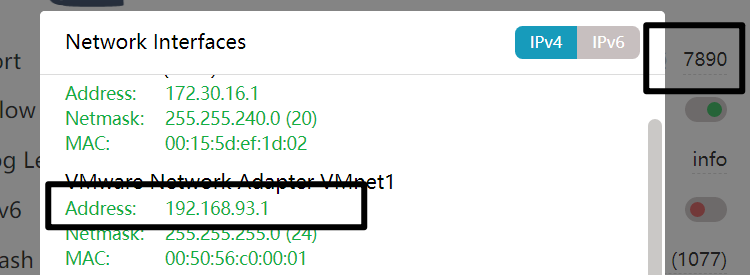 Network Interfaces
IPv4 IPv6
7890
Address: 172.30.16.1
Netmask: 255.255.240.0 (20)
MAC: 00:15:5d:ef:1d:02
VMware Network Adapter VMnet1
Address: 192.168.93.1
Netmask: 255.255.255.0 (24)
MAC: 00:50:56:c0:00:01
ort
low
og Le
info
v6
ash
(1077)